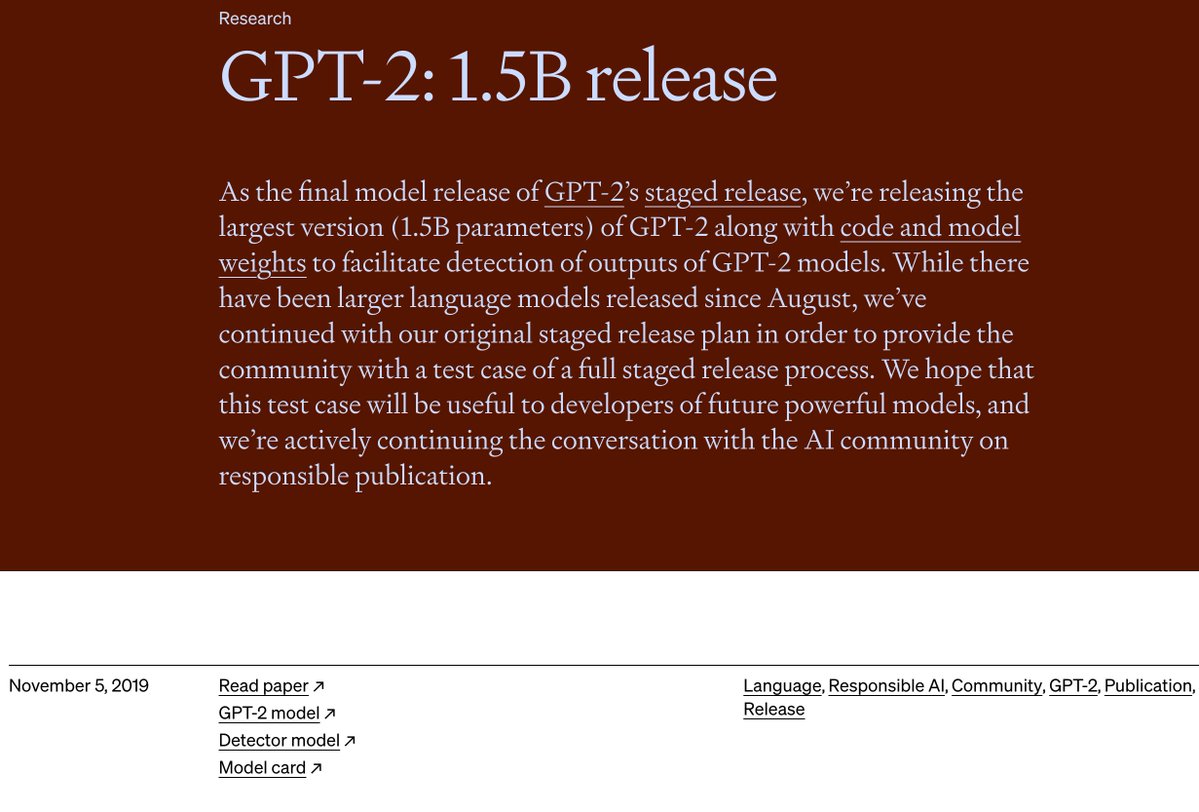 Research
GPT-2: 1.5B release
As the final model release of GPT-2’s staged release, we’re releasing the
largest version (1.5B parameters) of GPT-2 along with code and model
weights to facilitate detection of outputs of GPT-2 models. While there
have been larger language models released since August, we’ve
continued with our original staged release plan in order to provide the
community with a test case of a full staged release process. We hope that
this test case will be useful to developers of future powerful models, and
we’re actively continuing the conversation with the AI community on
responsible publication.
November 5, 2019
Read paper ↗
GPT-2 model ↗
Detector model ↗
Model card ↗
Language, Responsible AI, Community, GPT-2, Publication,
Release